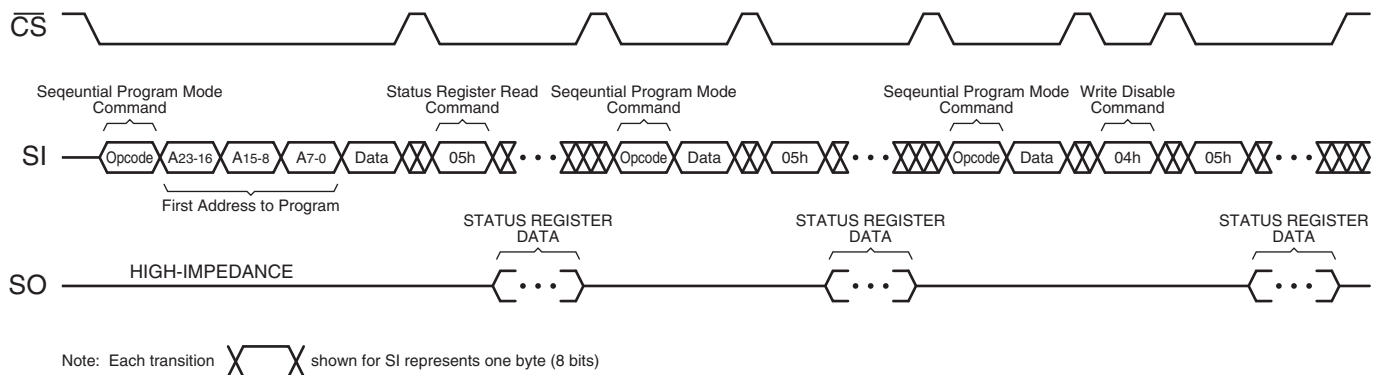 CS
Seqeuntial Program Mode Command
Status Register Read Command
Seqeuntial Program Mode Command
Seqeuntial Program Mode Command
Write Disable Command
SI
Opcode A23-16 A15-8 A7-0 Data 05h • • • Opcode Data 05h • • • Opcode Data 04h 05h • • •
First Address to Program
STATUS REGISTER DATA
STATUS REGISTER DATA
STATUS REGISTER DATA
SO
HIGH-IMPEDANCE
• • •
• • •
• • •
Note: Each transition shown for SI represents one byte (8 bits)